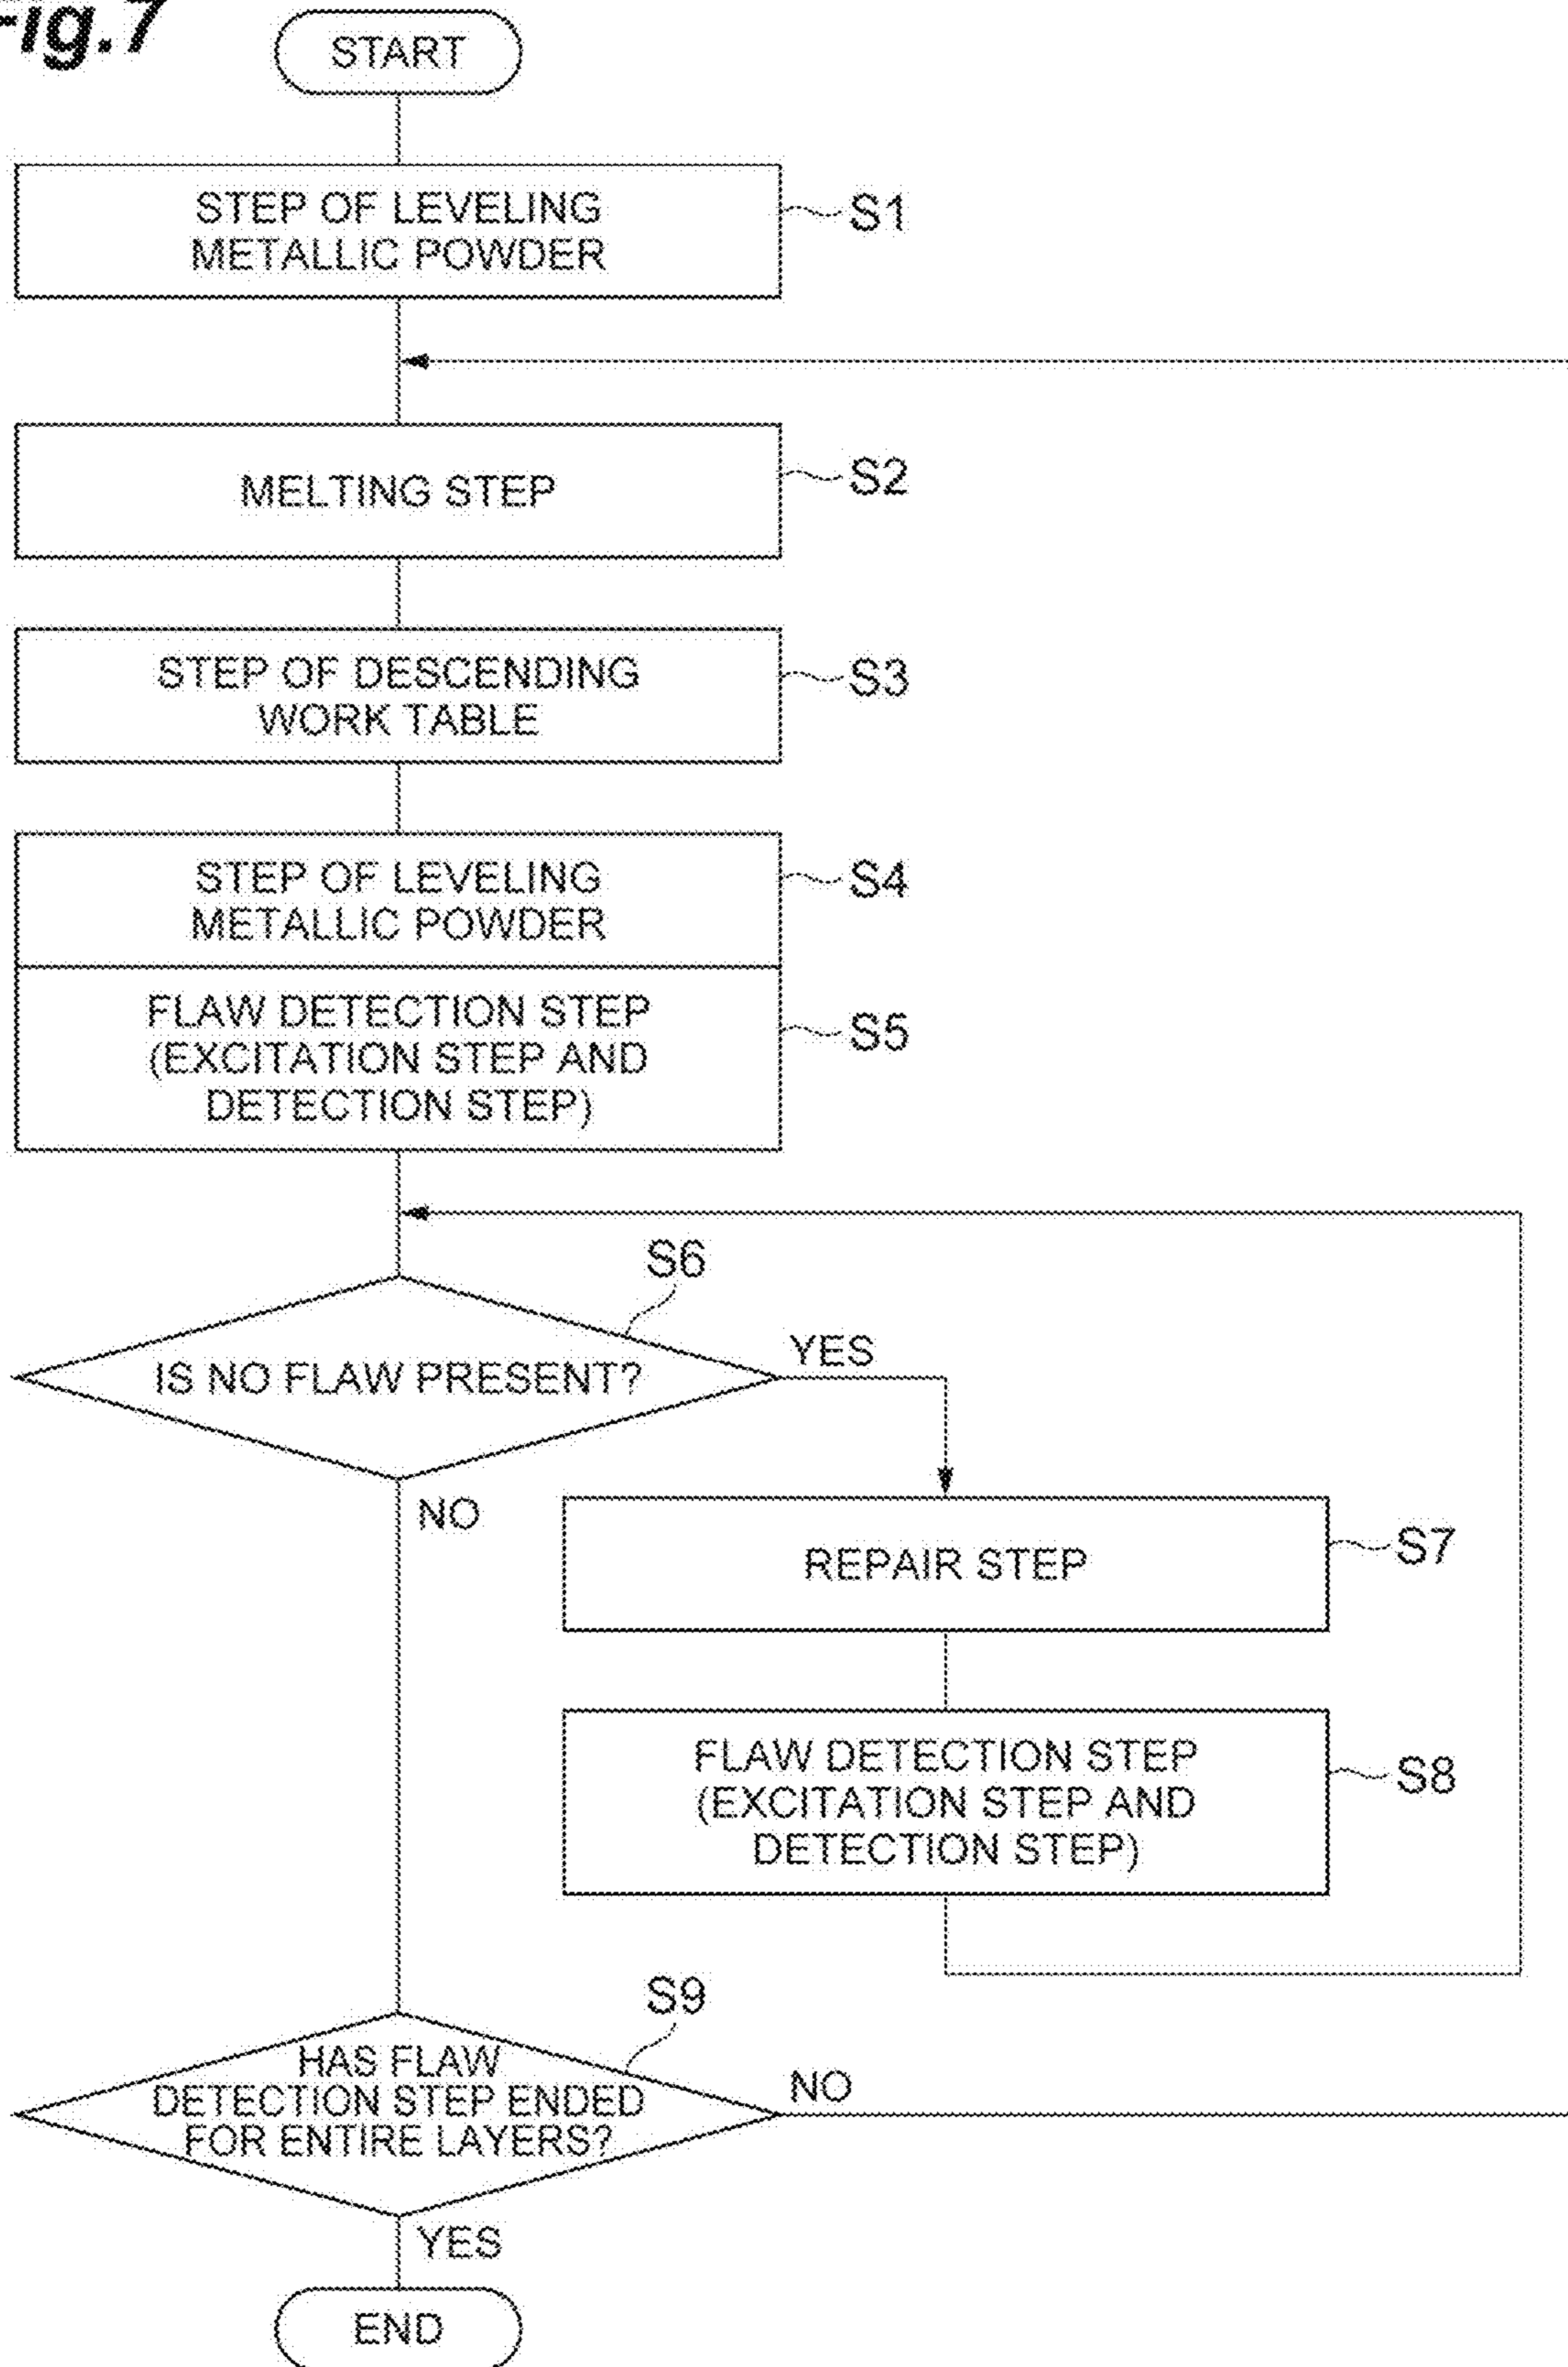 Fig.7
START
STEP OF LEVELING
METALLIC POWDER
S1
MELTING STEP
S2
STEP OF DESCENDING
WORK TABLE
S3
STEP OF LEVELING
METALLIC POWDER
S4
FLAW DETECTION STEP
(EXCITATION STEP AND
DETECTION STEP)
S5
S6
IS NO FLAW PRESENT?
YES
NO
REPAIR STEP
S7
FLAW DETECTION STEP
(EXCITATION STEP AND
DETECTION STEP)
S8
S9
HAS FLAW
DETECTION STEP ENDED
FOR ENTIRE LAYERS?
NO
YES
END